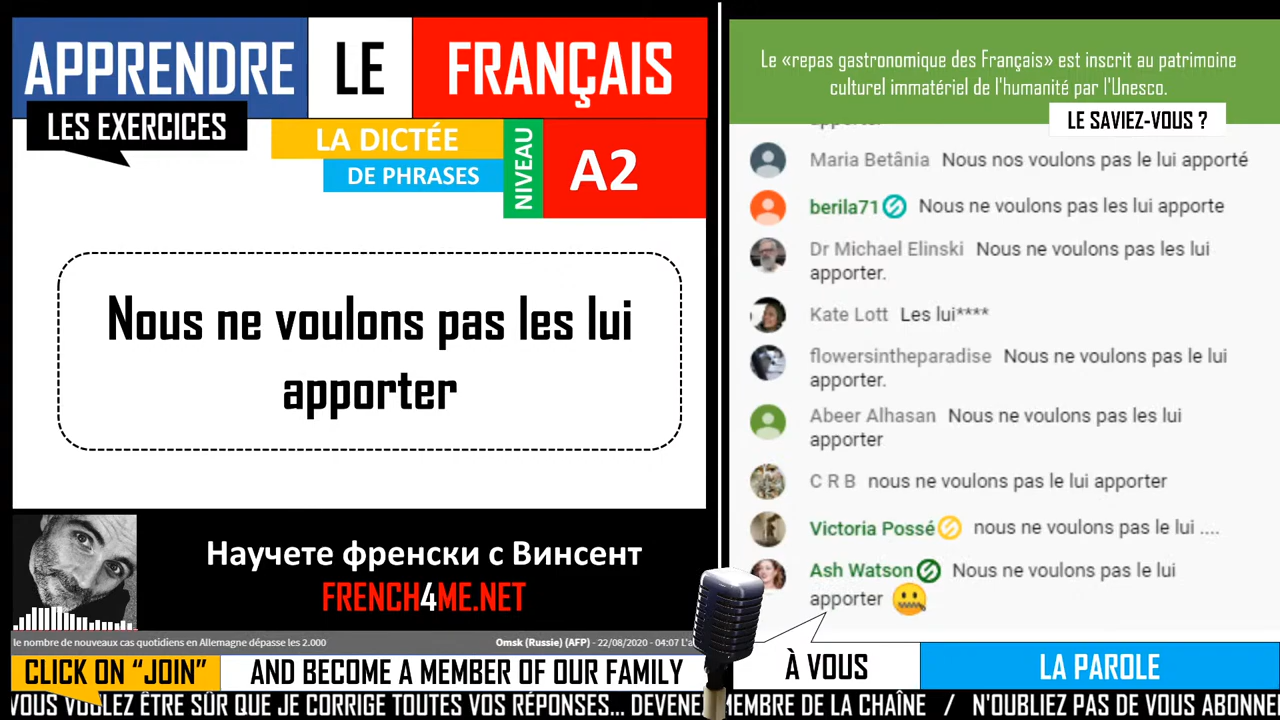 APPRENDRE LE FRANÇAIS
LES EXERCICES
LA DICTÉE
DE PHRASES
NIVEAU
A2
Nous ne voulons pas les lui
apporter
Научете френски с Винсент
FRENCH4ME.NET
le nombre de nouveaux cas quotidiens en Allemagne dépasse les 2.000
Omsk (Russie) (AFP) - 22/08/2020 - 04:07 L'a
CLICK ON “JOIN” AND BECOME A MEMBER OF OUR FAMILY
Le «repas gastronomique des Français» est inscrit au patrimoine
culturel immatériel de l'humanité par l'Unesco.
LE SAVIEZ-VOUS ?
apporter.
Maria Betânia Nous nos voulons pas le lui apporté
berila71 Nous ne voulons pas les lui apporte
Dr Michael Elinski Nous ne voulons pas les lui
apporter.
Kate Lott Les lui****
flowersintheparadise Nous ne voulons pas le lui
apporter.
Abeer Alhasan Nous ne voulons pas les lui
apporter
C R B nous ne voulons pas le lui apporter
Victoria Possé nous ne voulons pas le lui ....
Ash Watson Nous ne voulons pas le lui
apporter
À VOUS LA PAROLE
VOUS VOULEZ ÊTRE SÛR QUE JE CORRIGE TOUTES VOS RÉPONSES... DEVENE MEMBRE DE LA CHAÎNE / N'OUBLIEZ PAS DE VOUS ABONNE